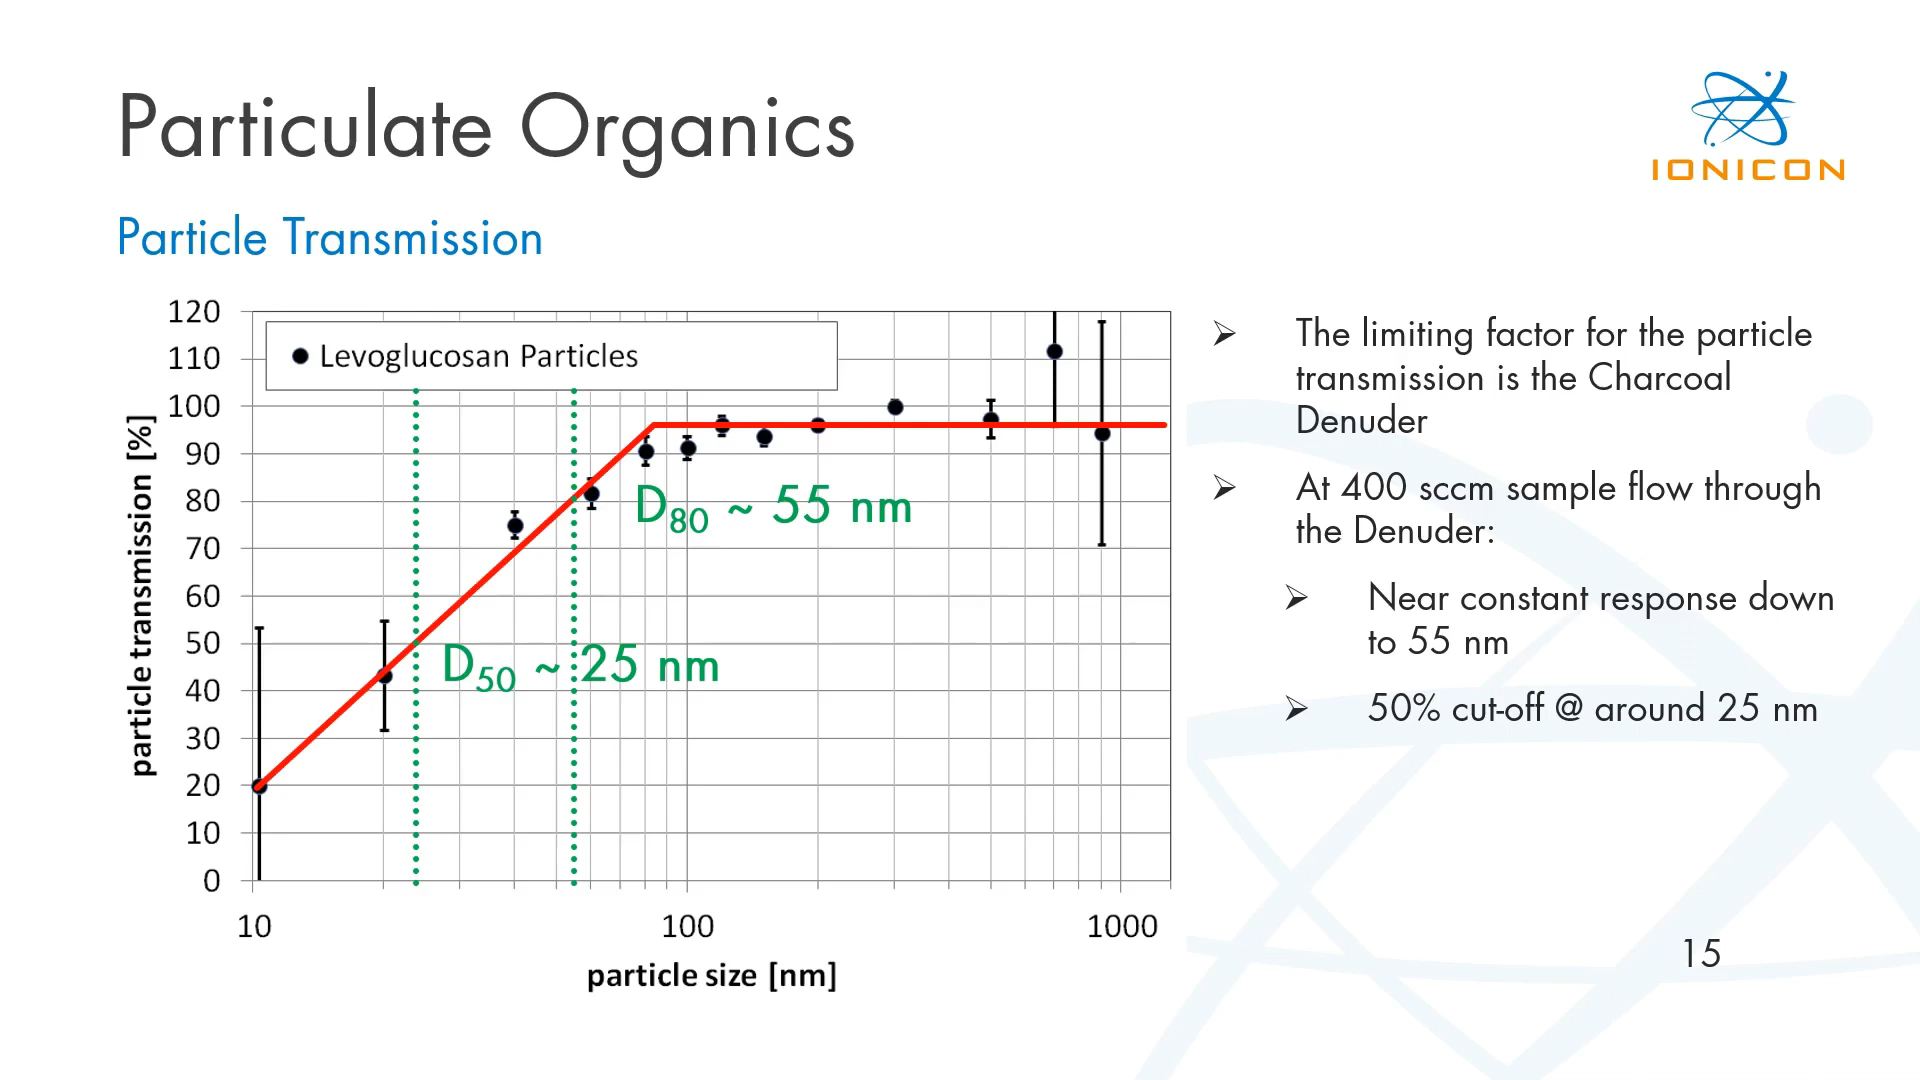 Particulate Organics
IONICON
Particle Transmission
120
110
100
90
80
70
60
50
40
30
20
10
0
particle transmission [%]
Levoglucosan Particles
D80 ~ 55 nm
D50 ~ 25 nm
10
100
1000
particle size [nm]
➢ The limiting factor for the particle
transmission is the Charcoal
Denuder
➢ At 400 sccm sample flow through
the Denuder:
➢ Near constant response down
to 55 nm
➢ 50% cut-off @ around 25 nm
15